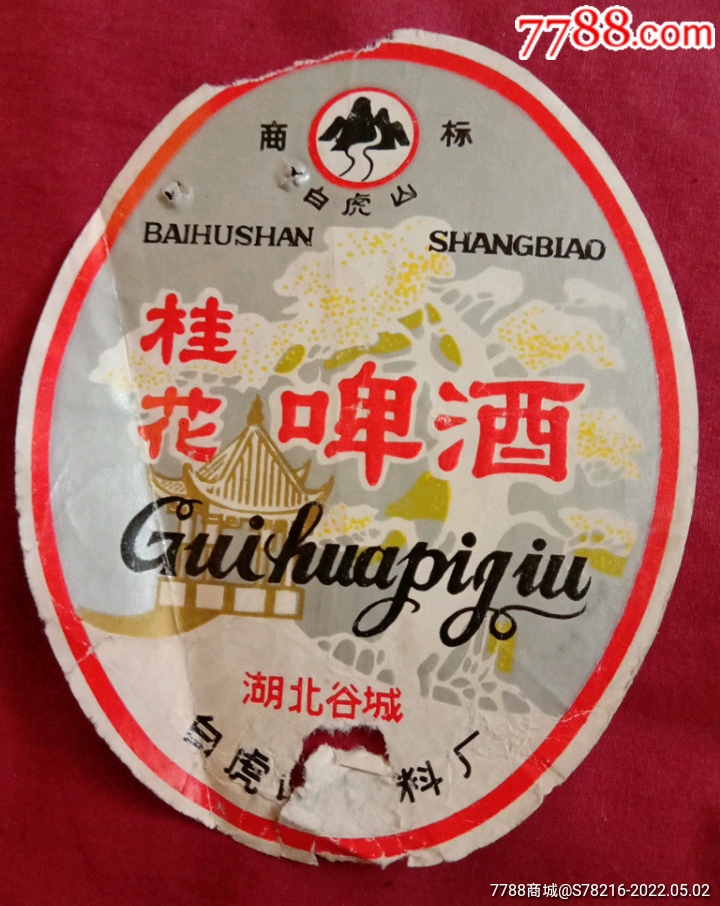 7788.com
商标
白虎山
BAIHUSHAN SHANGBIAO
桂花啤酒
Guihuapijiu
湖北谷城
白虎 料厂
7788商城@S78216-2022.05.02